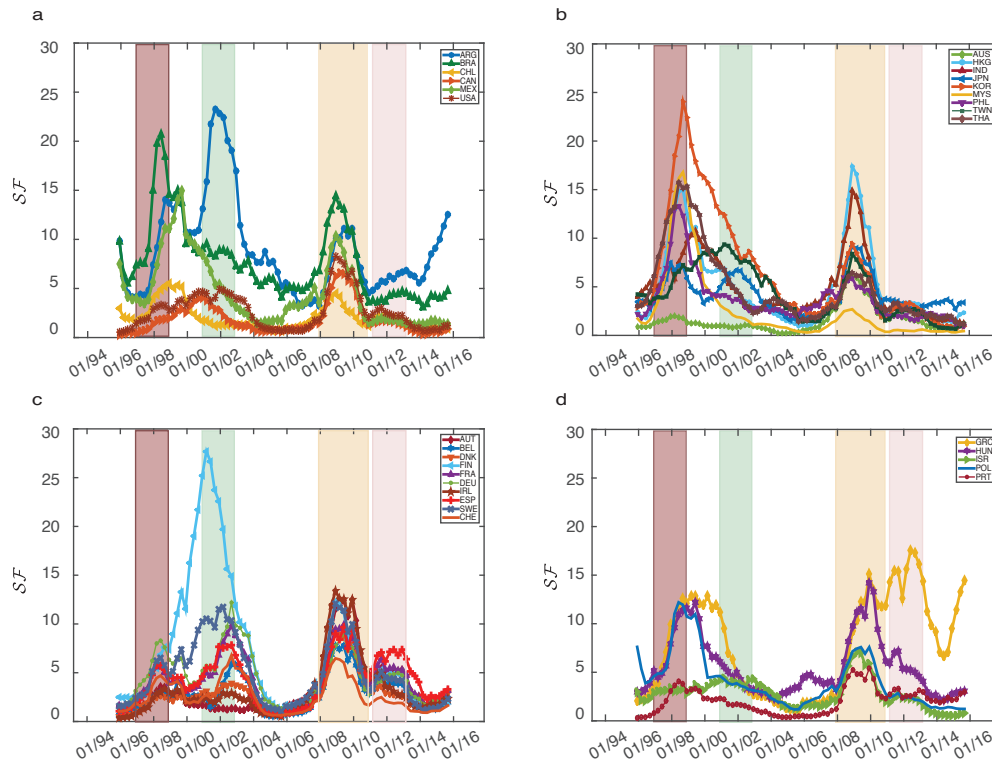 a
30
25
20
15
10
5
0
SF
01/94
01/96
01/98
01/00
01/02
01/04
01/06
01/08
01/10
01/12
01/14
01/16
ARG
BRA
CHL
CAN
MEX
USA
b
30
25
20
15
10
5
0
SF
01/94
01/96
01/98
01/00
01/02
01/04
01/06
01/08
01/10
01/12
01/14
01/16
AUS
HKG
IND
JPN
KOR
MYS
PHL
TWN
THA
c
30
25
20
15
10
5
0
SF
01/94
01/96
01/98
01/00
01/02
01/04
01/06
01/08
01/10
01/12
01/14
01/16
AUT
BEL
DNK
FIN
FRA
DEU
IRL
ESP
SWE
CHE
d
30
25
20
15
10
5
0
SF
01/94
01/96
01/98
01/00
01/02
01/04
01/06
01/08
01/10
01/12
01/14
01/16
GRC
HUN
ISR
POL
PRT